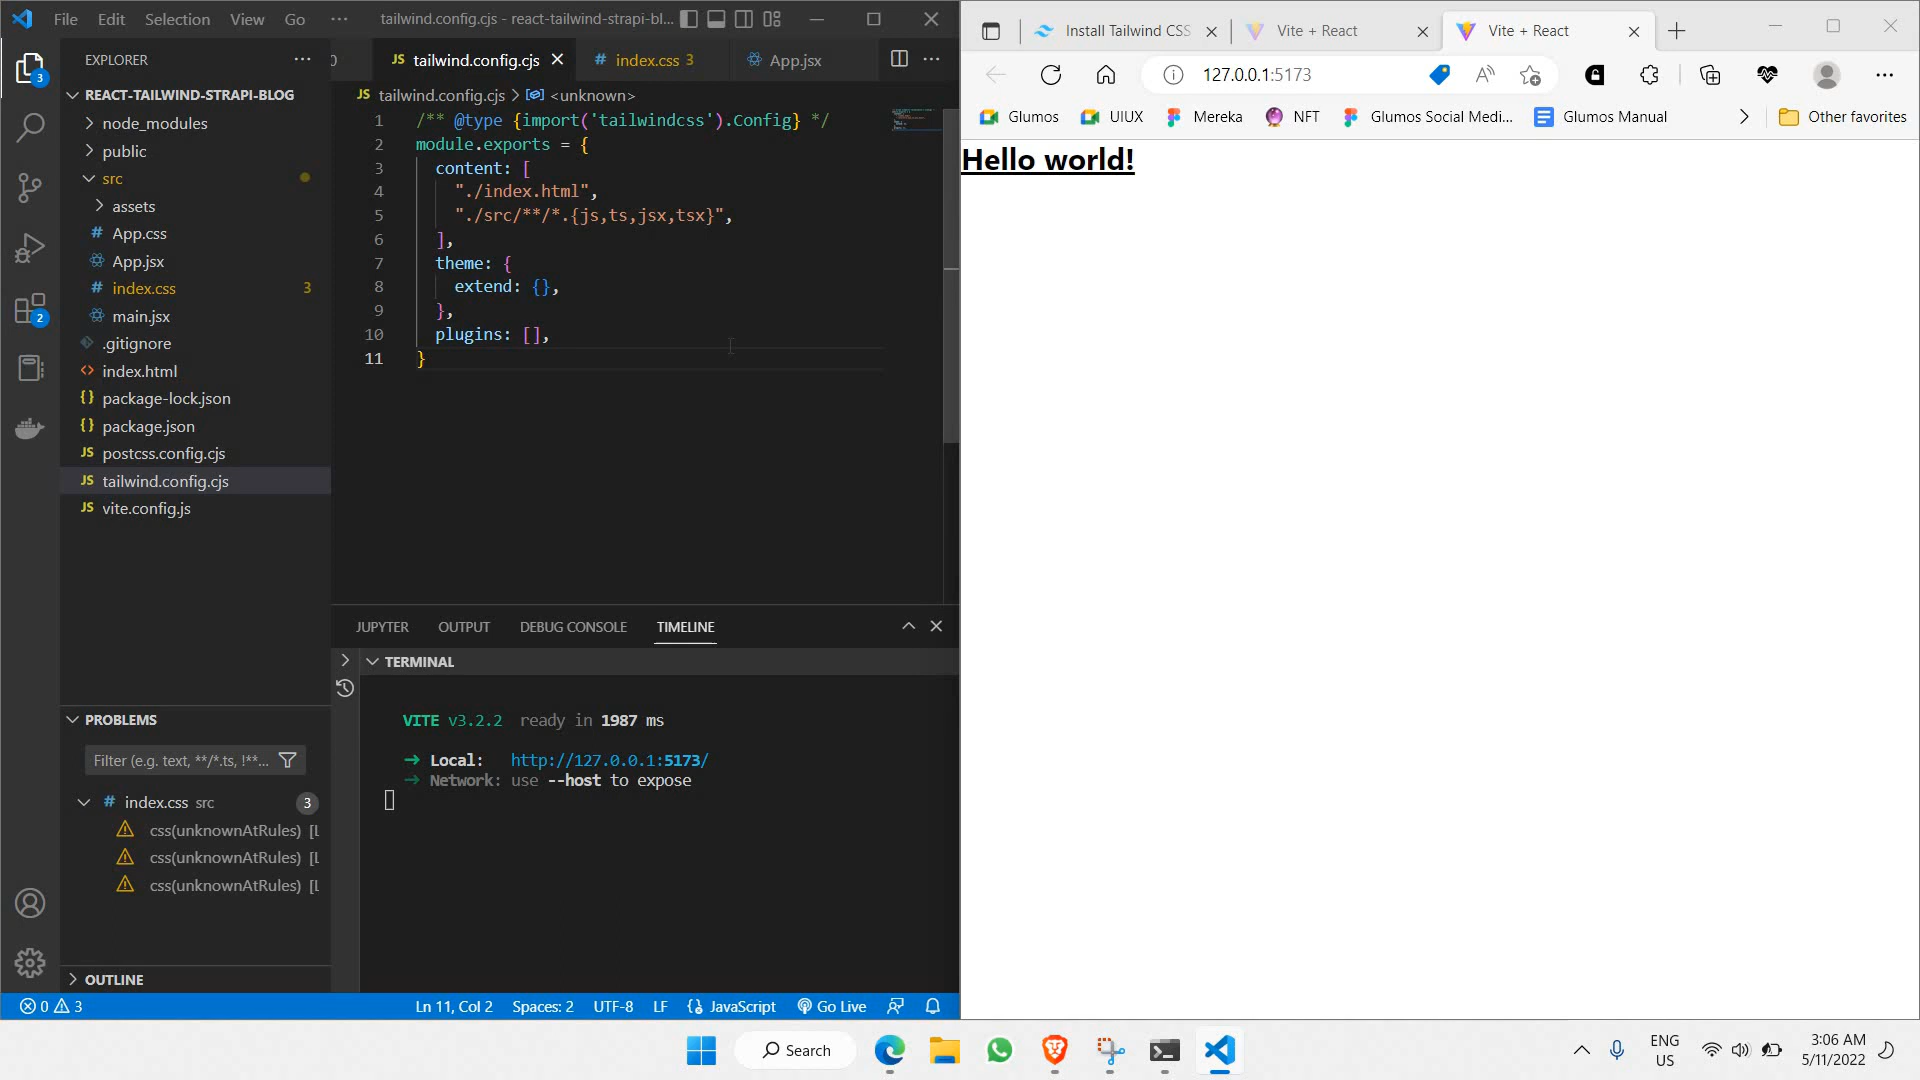 File Edit Selection View Go ··· tailwind.config.cjs - react-tailwind-strapi-bl...
EXPLORER ···
REACT-TAILWIND-STRAPI-BLOG
node_modules
public
src
assets
App.css
App.jsx
index.css 3
main.jsx
.gitignore
index.html
package-lock.json
package.json
postcss.config.cjs
tailwind.config.cjs
vite.config.js
3
2
PROBLEMS
Filter (e.g. text, **/*.ts, !**...
index.css src 3
css(unknownAtRules) [
css(unknownAtRules) [
css(unknownAtRules) [
OUTLINE
JS tailwind.config.cjs
# index.css 3
App.jsx
JS tailwind.config.cjs > <unknown>
1 /** @type {import('tailwindcss').Config} */
2 module.exports = {
3 content: [
4 "./index.html",
5 "./src/**/*.{js,ts,jsx,tsx}",
6 ],
7 theme: {
8 extend: {},
9 },
10 plugins: [],
11 }
JUPYTER OUTPUT DEBUG CONSOLE TIMELINE
TERMINAL
VITE v3.2.2 ready in 1987 ms
➜ Local: http://127.0.0.1:5173/
➜ Network: use --host to expose
0 3 Ln 11, Col 2 Spaces: 2 UTF-8 LF JavaScript Go Live
Install Tailwind CSS
Vite + React
Vite + React
127.0.0.1:5173
Glumos UIUX Mereka NFT Glumos Social Medi... Glumos Manual Other favorites
Hello world!
Search
ENG
US
3:06 AM
5/11/2022